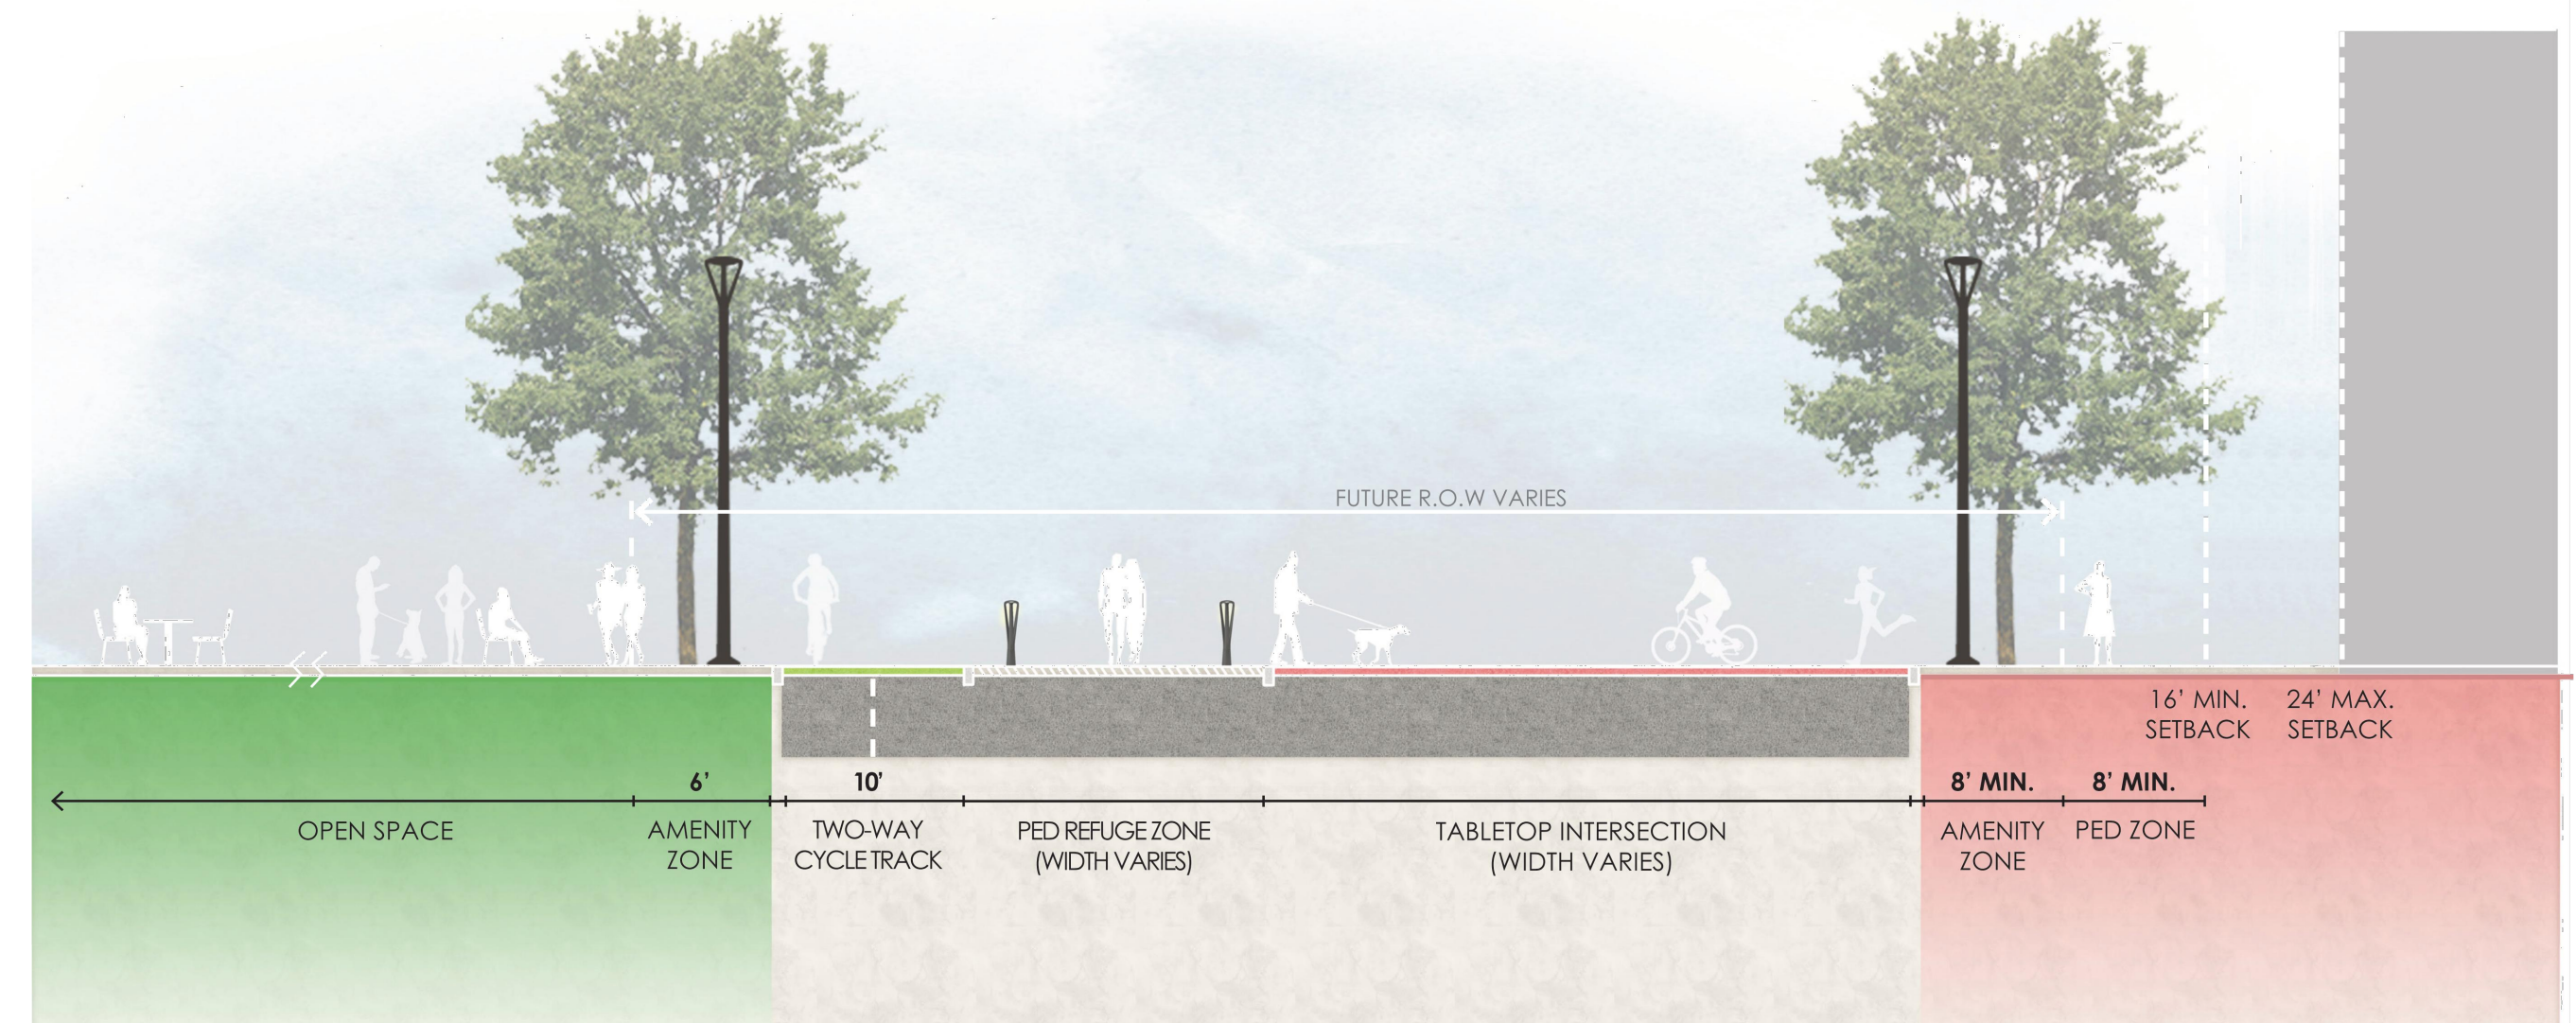 FUTURE R.O.W VARIES
16’ MIN.
SETBACK
24’ MAX.
SETBACK
6’
10’
8’ MIN.
8’ MIN.
OPEN SPACE
AMENITY
ZONE
TWO-WAY
CYCLE TRACK
PED REFUGE ZONE
(WIDTH VARIES)
TABLETOP INTERSECTION
(WIDTH VARIES)
AMENITY
ZONE
PED ZONE